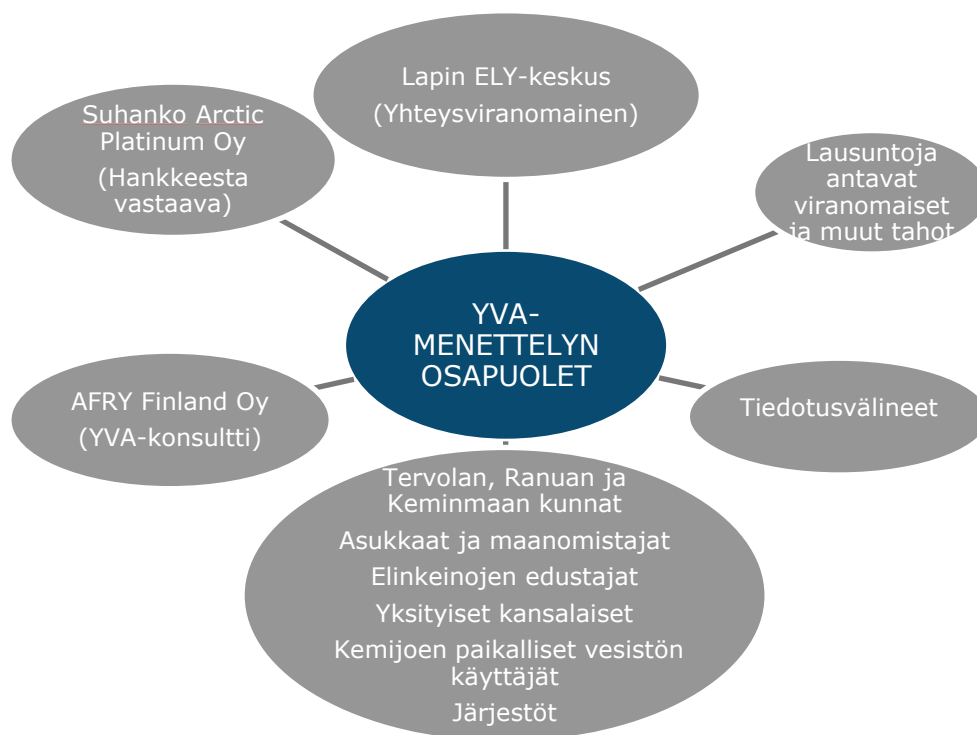 Lapin ELY-keskus
(Yhteysviranomainen)
Suhanko Arctic
Platinum Oy
(Hankkeesta
vastaava)
Lausuntoja
antavat
viranomaiset
ja muut tahot
YVA-
MENETTELYN
OSAPUOLET
AFRY Finland Oy
(YVA-konsultti)
Tiedotusvälineet
Tervolan, Ranuan ja
Keminmaan kunnat
Asukkaat ja maanomistajat
Elinkeinojen edustajat
Yksityiset kansalaiset
Kemijoen paikalliset vesistön
käyttäjät
Järjestöt